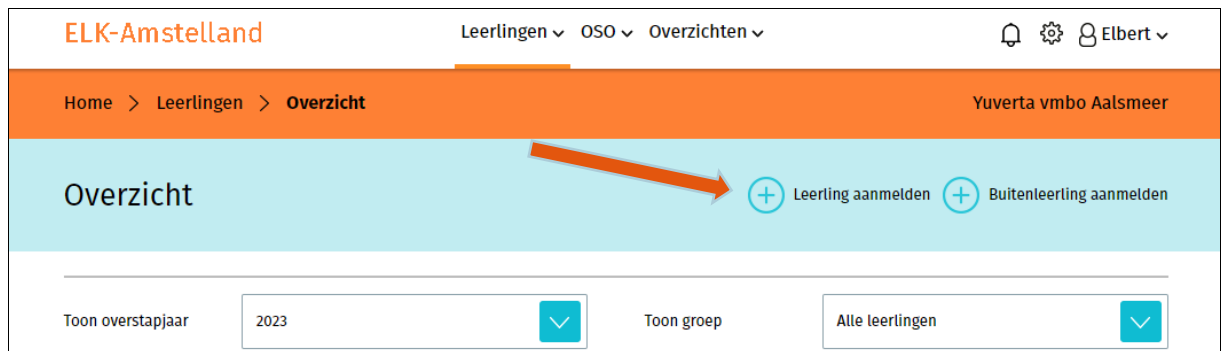 ELK-Amstelland Leerlingen OSO Overzichten Elbert
Home > Leerlingen > Overzicht Yuverta vmbo Aalsmeer
Overzicht Leerling aanmelden Buitenleerling aanmelden
Toon overstapjaar 2023 Toon groep Alle leerlingen